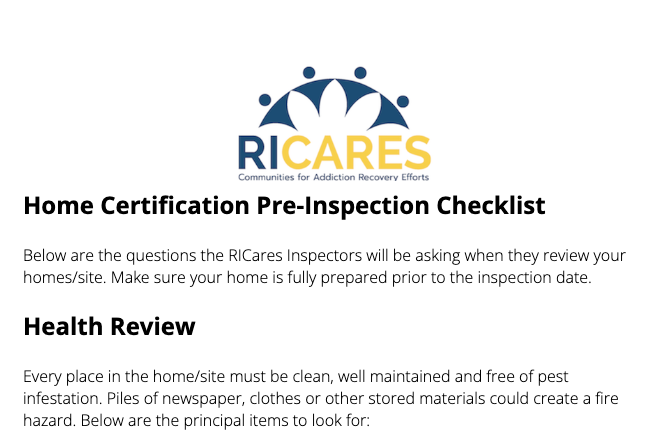 RICARES
Communities for Addiction Recovery Efforts
Home Certification Pre-Inspection Checklist
Below are the questions the RICares Inspectors will be asking when they review your
homes/site. Make sure your home is fully prepared prior to the inspection date.
Health Review
Every place in the home/site must be clean, well maintained and free of pest
infestation. Piles of newspaper, clothes or other stored materials could create a fire
hazard. Below are the principal items to look for: